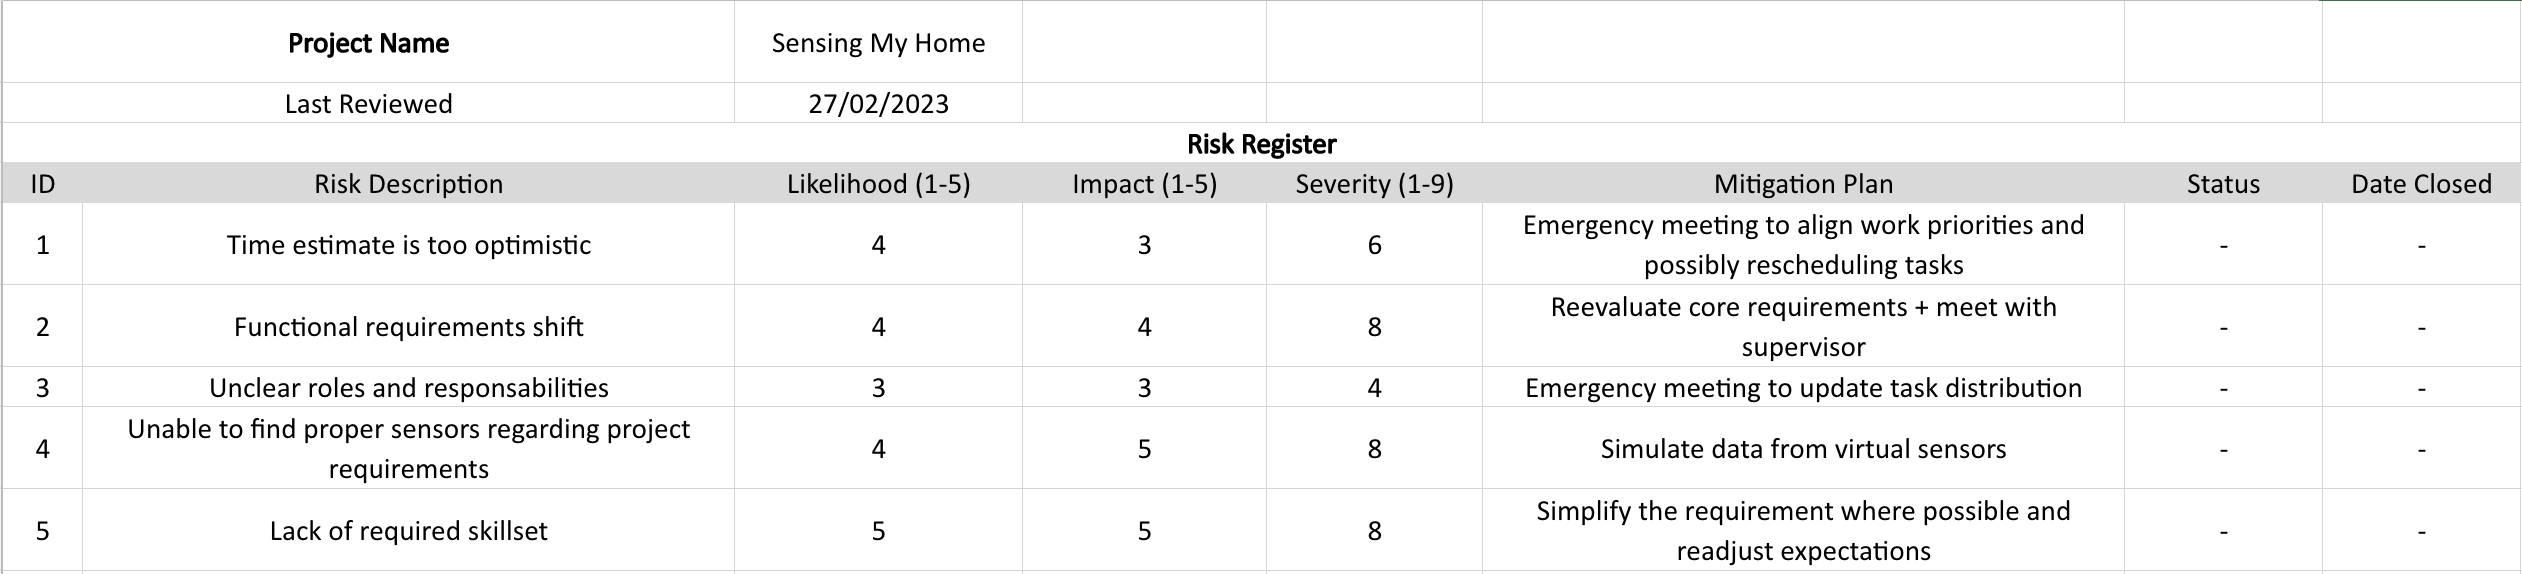 Project Name Sensing My Home
Last Reviewed 27/02/2023
Risk Register
ID Risk Description Likelihood (1-5) Impact (1-5) Severity (1-9) Mitigation Plan Status Date Closed
1 Time estimate is too optimistic 4 3 6 Emergency meeting to align work priorities and
possibly rescheduling tasks - -
2 Functional requirements shift 4 4 8 Reevaluate core requirements + meet with
supervisor - -
3 Unclear roles and responsabilities 3 3 4 Emergency meeting to update task distribution - -
4 Unable to find proper sensors regarding project
requirements 4 5 8 Simulate data from virtual sensors - -
5 Lack of required skillset 5 5 8 Simplify the requirement where possible and
readjust expectations - -